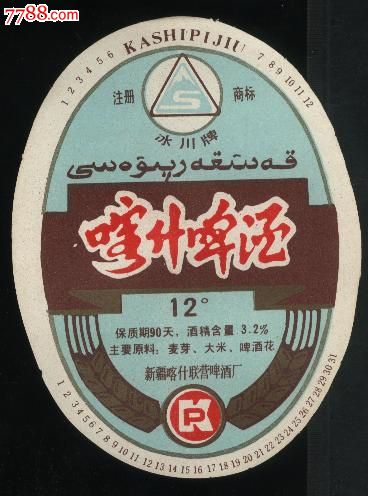 7788.com
KASHIPIJIU
1 2 3 4 5 6
7 8 9 10 11 12
S
注册 商标
冰川牌
قەشقەر پىۋىسى
喀什啤酒
12°
保质期90天，酒精含量 3.2%
主要原料：麦芽、大米、啤酒花
新疆喀什联营啤酒厂
KP
1 2 3 4 5 6 7 8 9 10 11 12 13 14 15 16 17 18 19 20 21 22 23 24 25 26 27 28 29 30 31